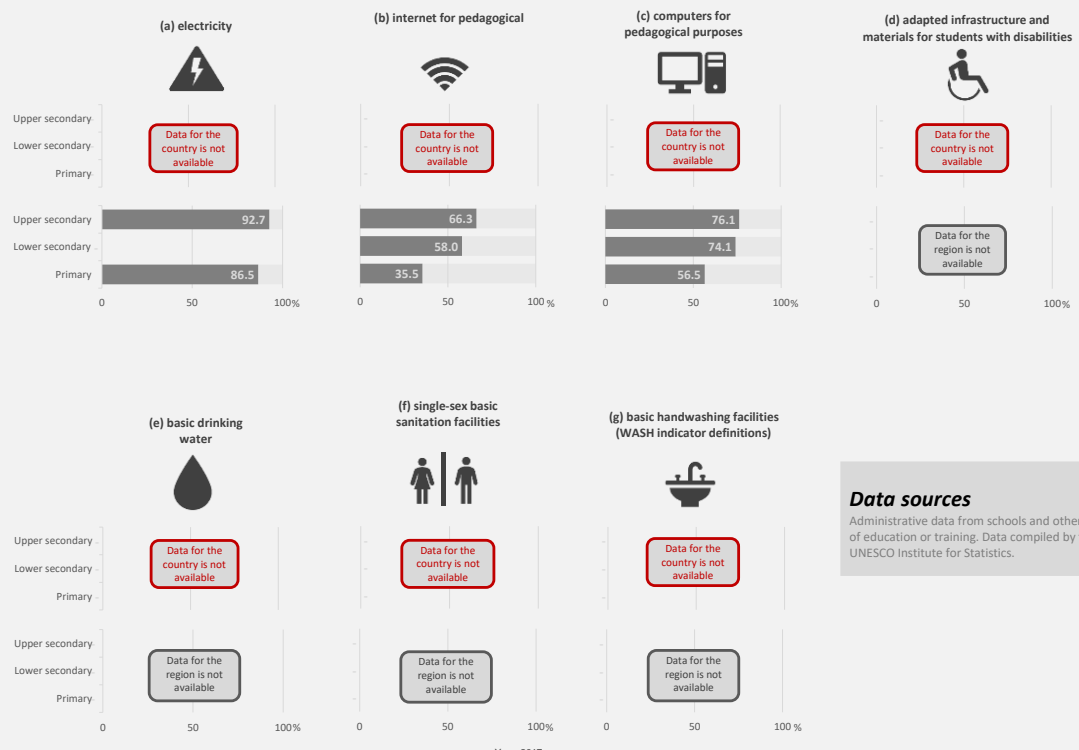 (a) electricity
(b) internet for pedagogical
(c) computers for
pedagogical purposes
(d) adapted infrastructure and
materials for students with disabilities
Upper secondary
Lower secondary
Primary
Data for the
country is not
available
Data for the
country is not
available
Data for the
country is not
available
Data for the
country is not
available
Upper secondary
Lower secondary
Primary
92.7
86.5
0 50 100%
66.3
58.0
35.5
0 50 100%
76.1
74.1
56.5
0 50 100%
Data for the
region is not
available
0 50 100%
(e) basic drinking
water
(f) single-sex basic
sanitation facilities
(g) basic handwashing facilities
(WASH indicator definitions)
Upper secondary
Lower secondary
Primary
Data for the
country is not
available
Data for the
country is not
available
Data for the
country is not
available
Data sources
Administrative data from schools and other
of education or training. Data compiled by
UNESCO Institute for Statistics.
Upper secondary
Lower secondary
Primary
Data for the
region is not
available
0 50 100%
Data for the
region is not
available
0 50 100%
Data for the
region is not
available
0 50 100%